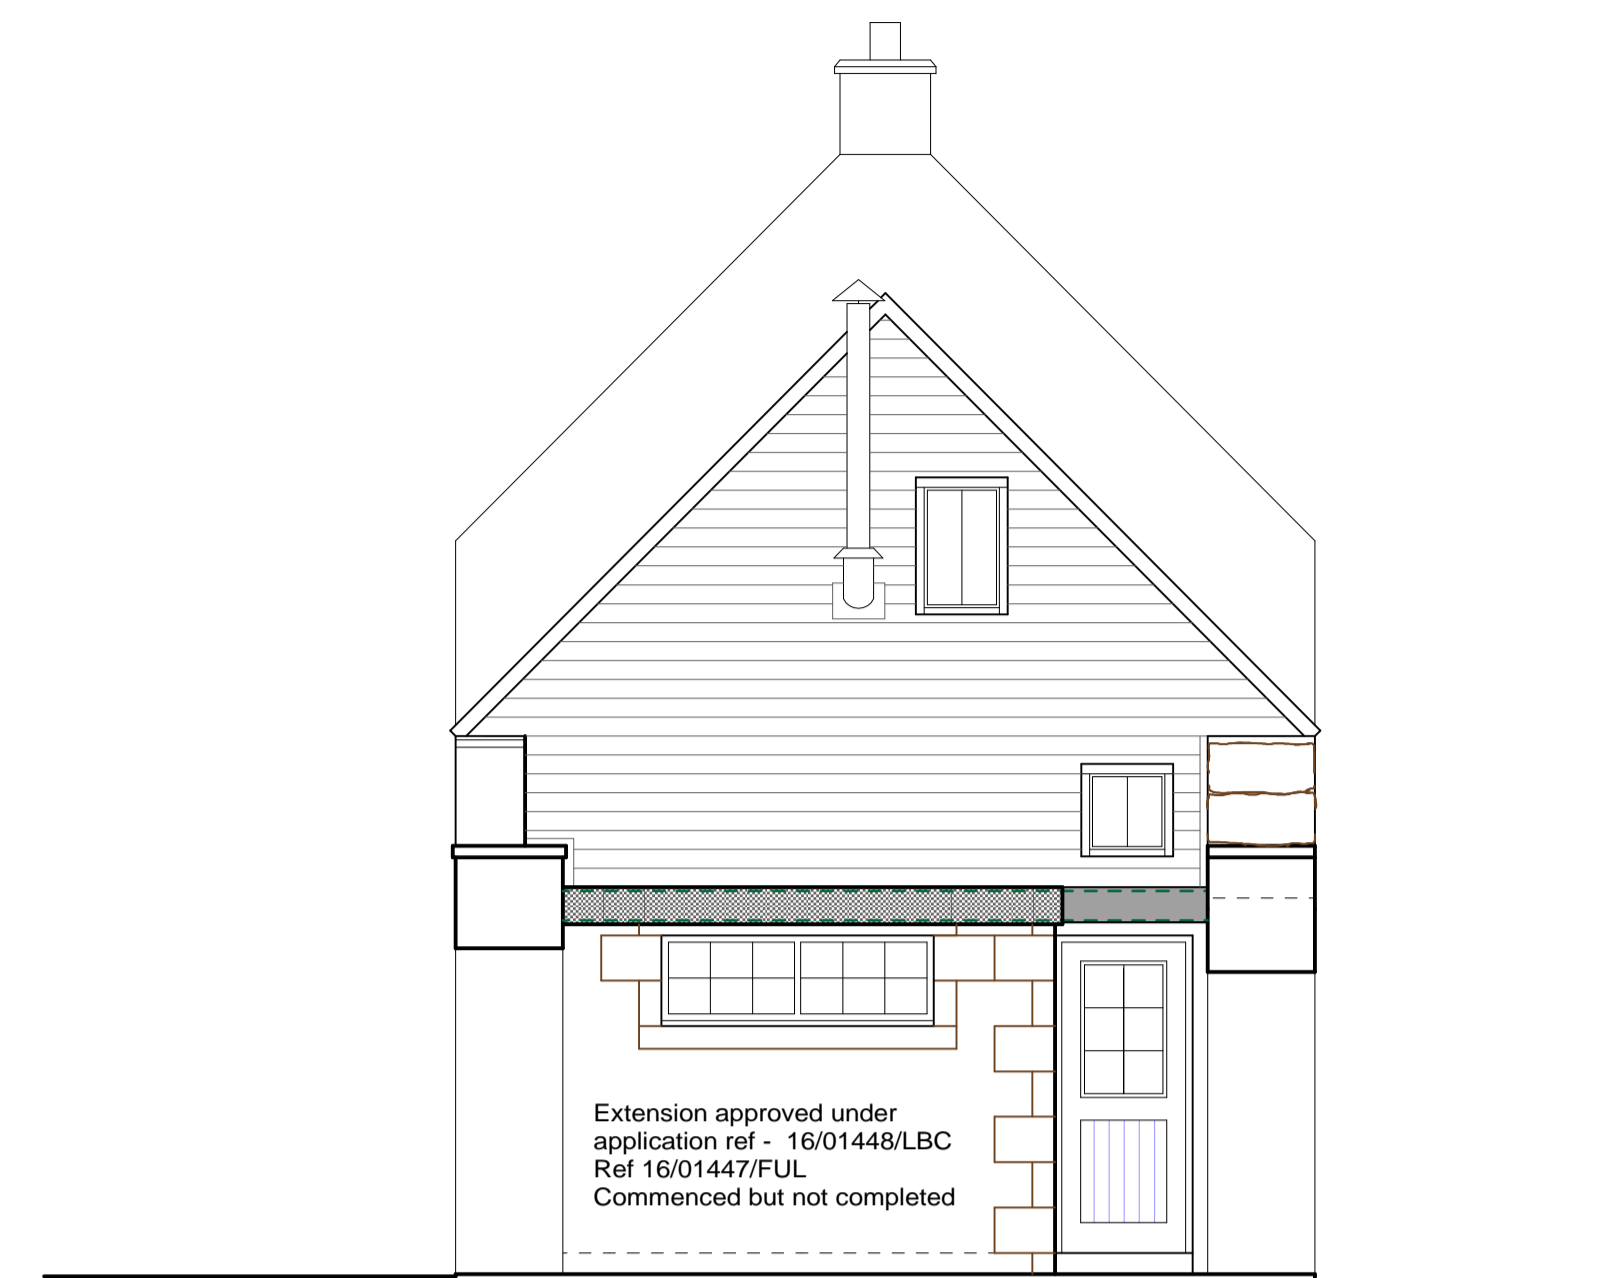 Extension approved under
application ref -  16/01448/LBC
Ref 16/01447/FUL
Commenced but not completed